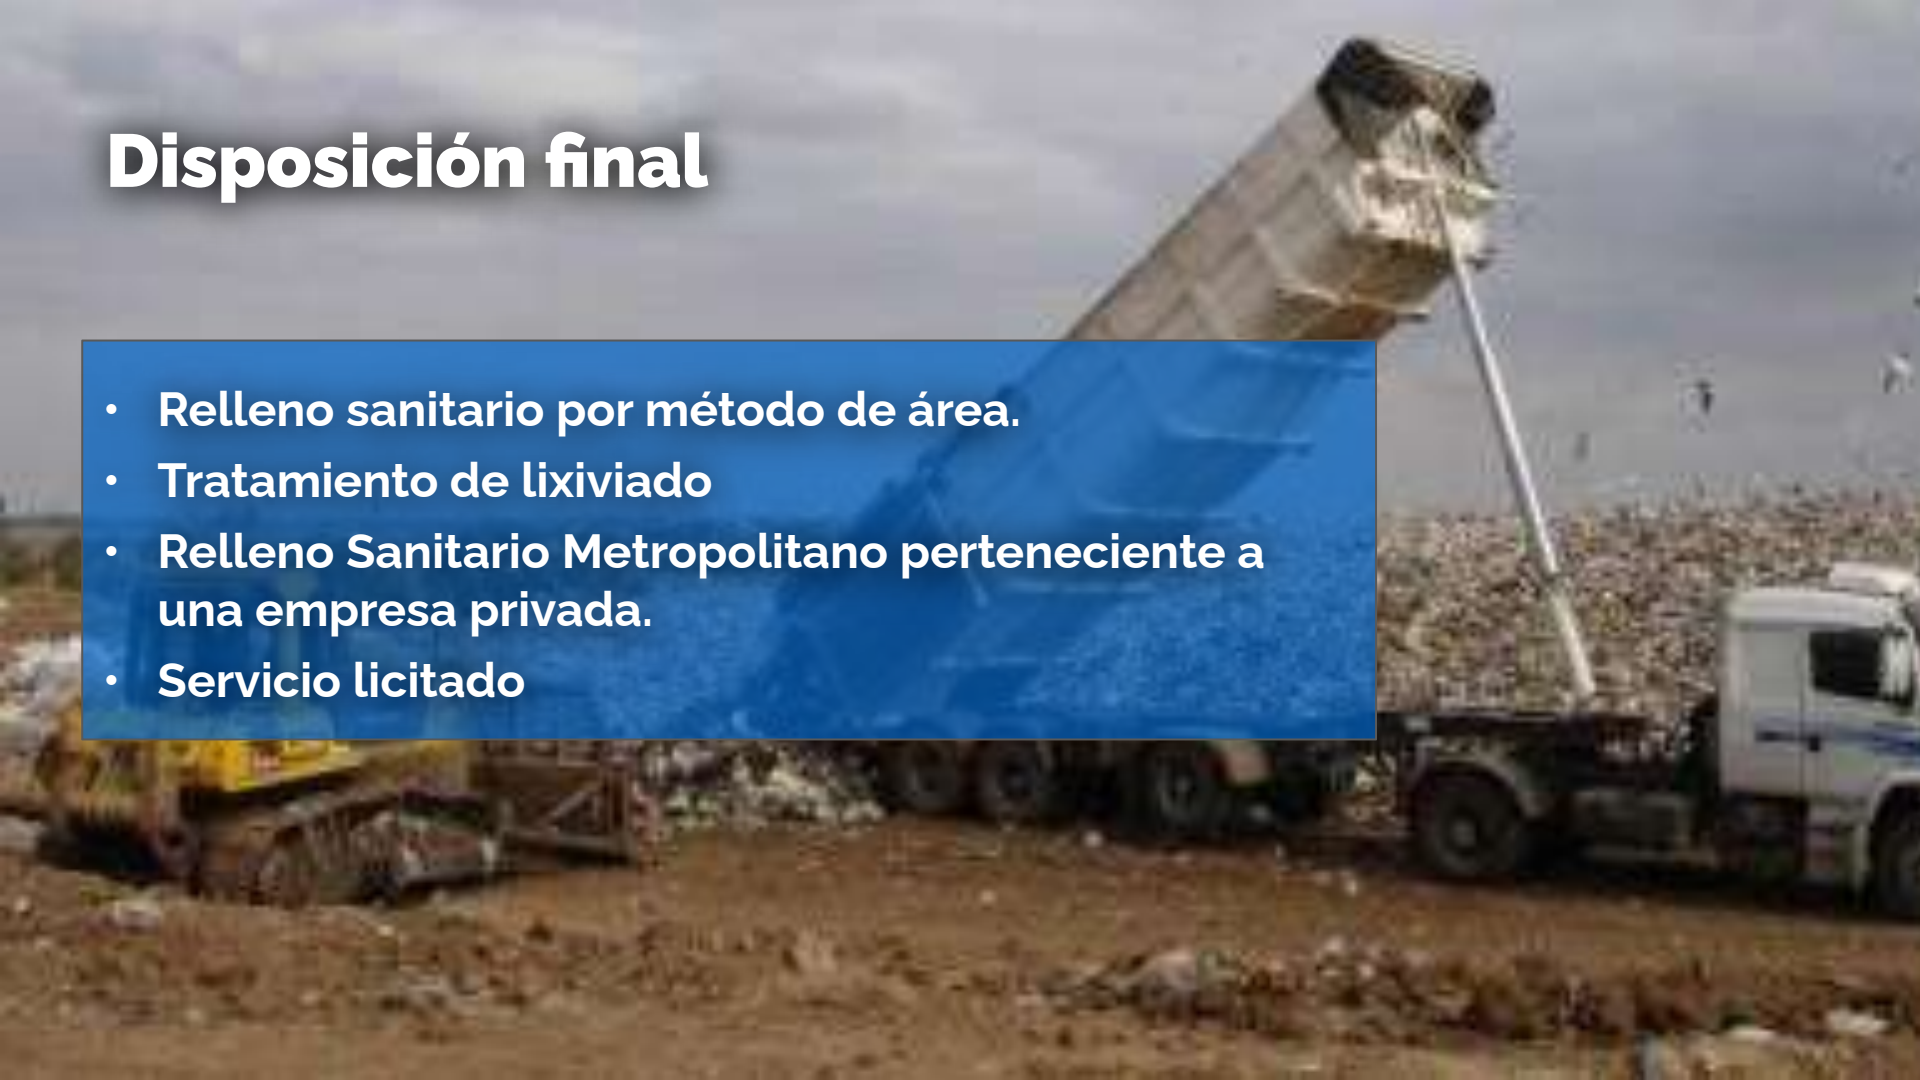 Disposición final
• Relleno sanitario por método de área.
• Tratamiento de lixiviado
• Relleno Sanitario Metropolitano perteneciente a
una empresa privada.
• Servicio licitado